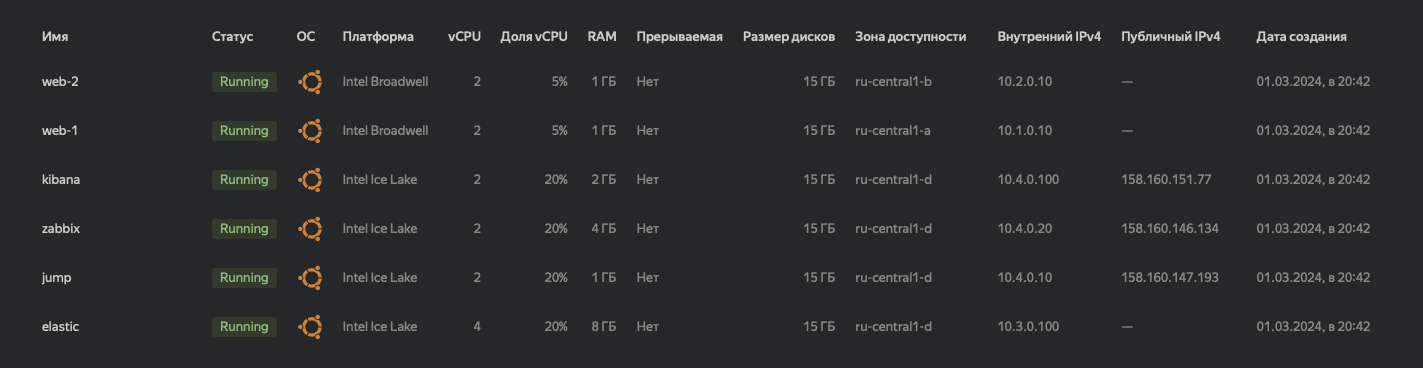 Имя Статус ОС Платформа vCPU Доля vCPU RAM Прерываемая Размер дисков Зона доступности Внутренний IPv4 Публичный IPv4 Дата создания
web-2 Running Intel Broadwell 2 5% 1 ГБ Нет 15 ГБ ru-central1-b 10.2.0.10 — 01.03.2024, в 20:42
web-1 Running Intel Broadwell 2 5% 1 ГБ Нет 15 ГБ ru-central1-a 10.1.0.10 — 01.03.2024, в 20:42
kibana Running Intel Ice Lake 2 20% 2 ГБ Нет 15 ГБ ru-central1-d 10.4.0.100 158.160.151.77 01.03.2024, в 20:42
zabbix Running Intel Ice Lake 2 20% 4 ГБ Нет 15 ГБ ru-central1-d 10.4.0.20 158.160.146.134 01.03.2024, в 20:42
jump Running Intel Ice Lake 2 20% 1 ГБ Нет 15 ГБ ru-central1-d 10.4.0.10 158.160.147.193 01.03.2024, в 20:42
elastic Running Intel Ice Lake 4 20% 8 ГБ Нет 15 ГБ ru-central1-d 10.3.0.100 — 01.03.2024, в 20:42